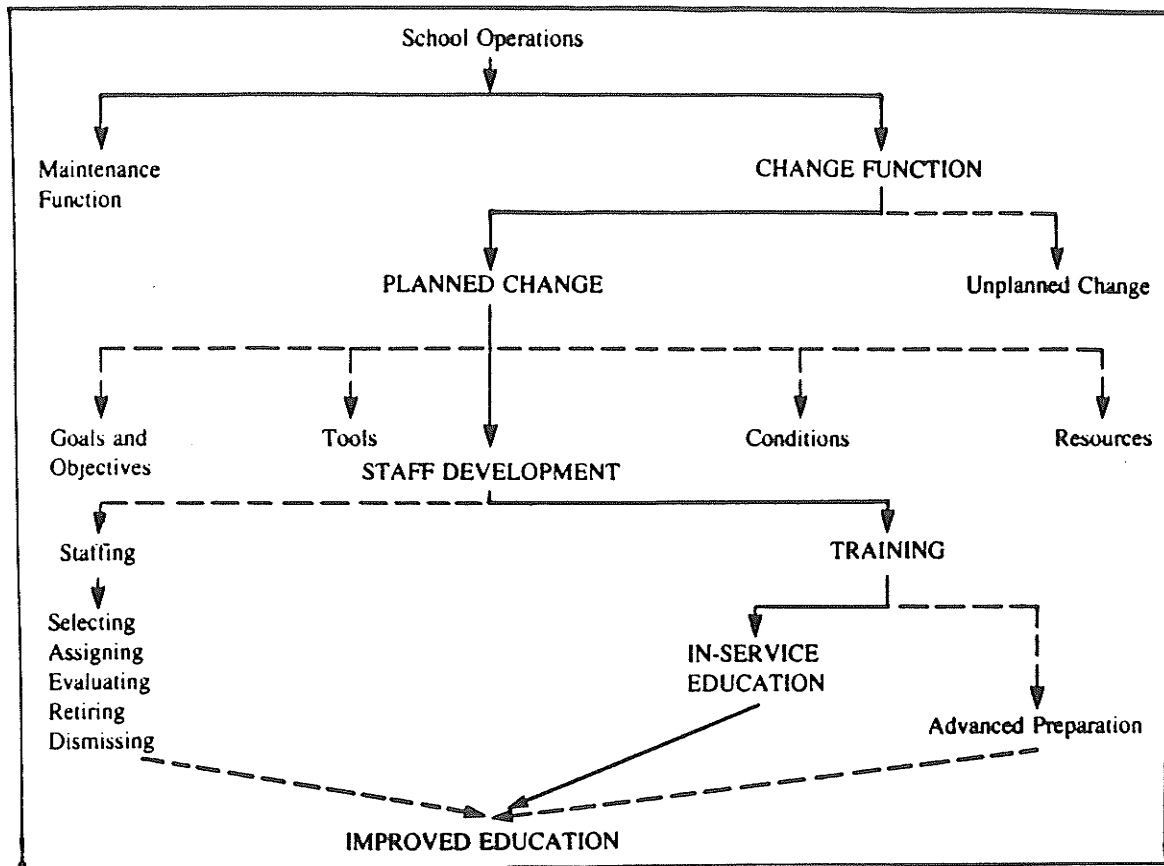 School Operations
Maintenance
Function
CHANGE FUNCTION
PLANNED CHANGE
Unplanned Change
Goals and
Objectives
Tools
Conditions
Resources
STAFF DEVELOPMENT
Staffing
TRAINING
Selecting
Assigning
Evaluating
Retiring
Dismissing
IN-SERVICE
EDUCATION
Advanced Preparation
IMPROVED EDUCATION